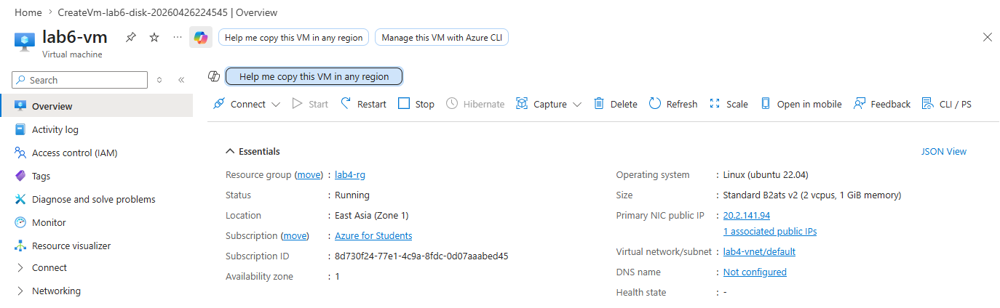 Home > CreateVm-lab6-disk-20260426224545 | Overview
lab6-vm
Virtual machine
Help me copy this VM in any region
Manage this VM with Azure CLI
Search
Overview
Activity log
Access control (IAM)
Tags
Diagnose and solve problems
Monitor
Resource visualizer
Connect
Networking
Help me copy this VM in any region
Connect Start Restart Stop Hibernate Capture Delete Refresh Scale Open in mobile Feedback CLI / PS
Essentials
JSON View
Resource group (move) : lab4-rg
Status : Running
Location : East Asia (Zone 1)
Subscription (move) : Azure for Students
Subscription ID : 8d730f24-77e1-4c9a-8fdc-0d07aaabed45
Availability zone : 1
Operating system : Linux (ubuntu 22.04)
Size : Standard B2ats v2 (2 vcpus, 1 GiB memory)
Primary NIC public IP : 20.2.141.94
1 associated public IPs
Virtual network/subnet : lab4-vnet/default
DNS name : Not configured
Health state : -